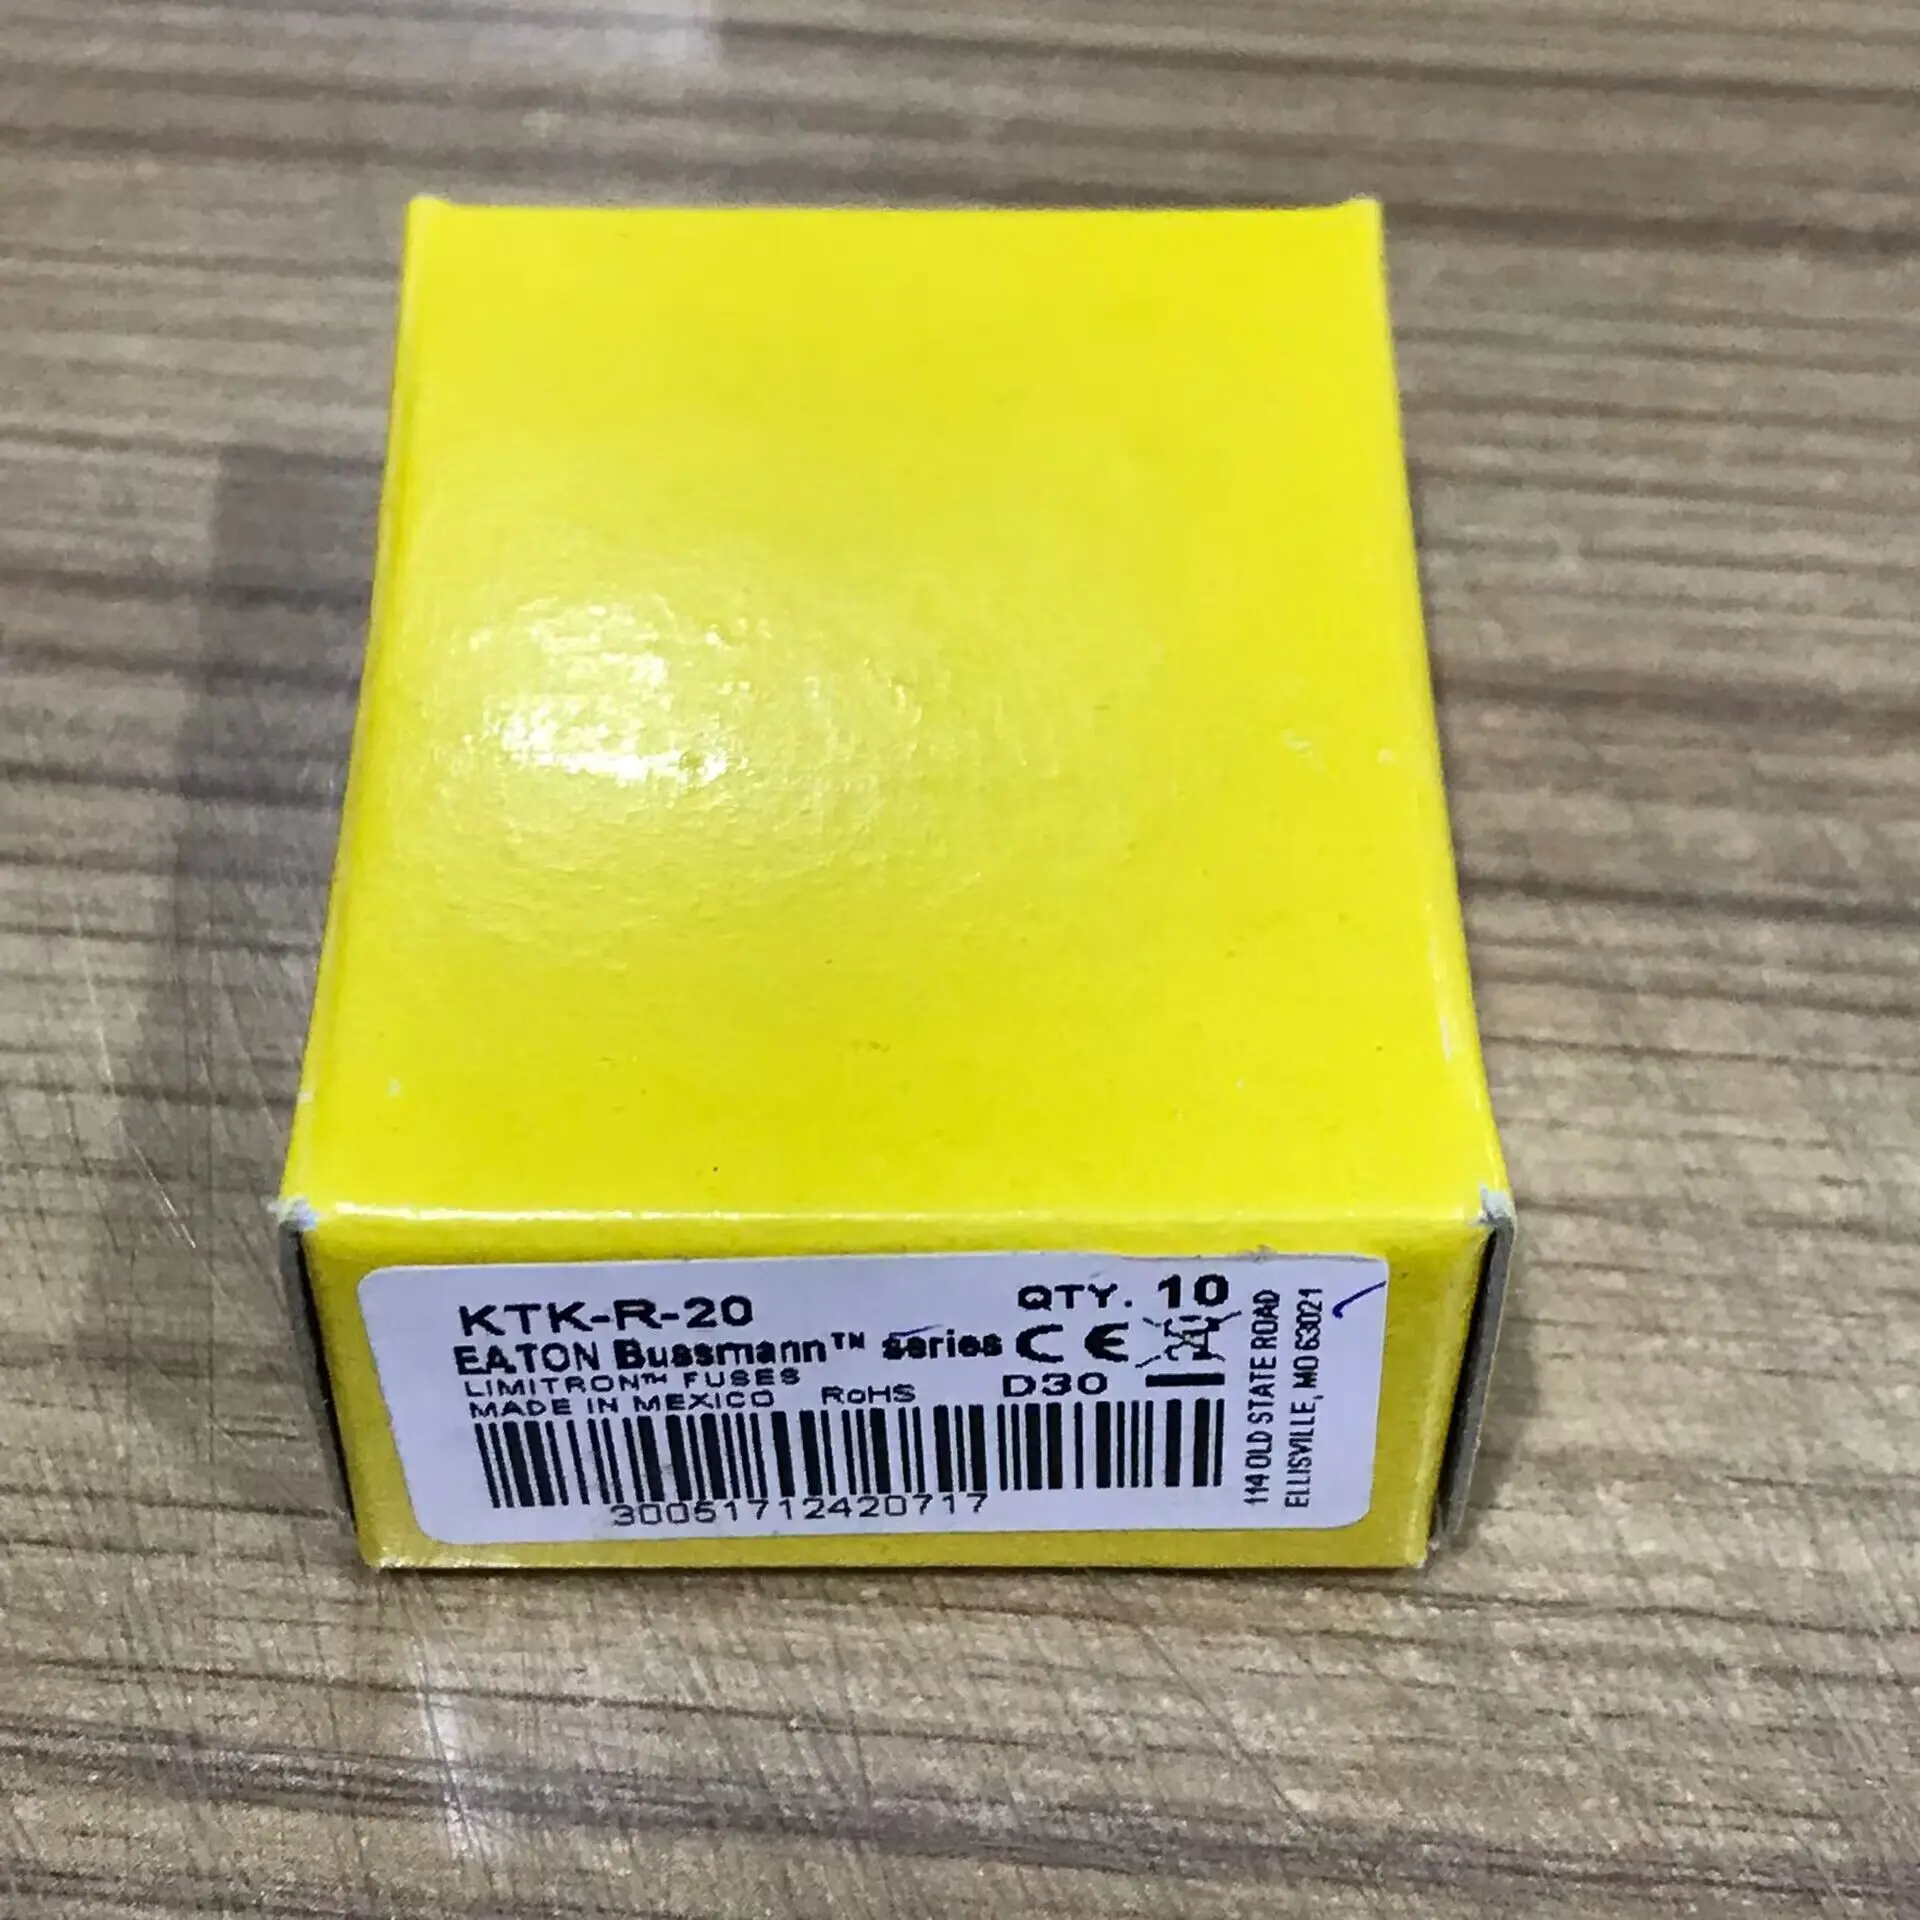 KTK-R-20
QTY. 10
EATON Bussmann™ series CE
LIMITRON™ FUSES
MADE IN MEXICO RoHS D30
30051712420717
114 OLD STATE ROAD
ELLISVILLE, MO 63021